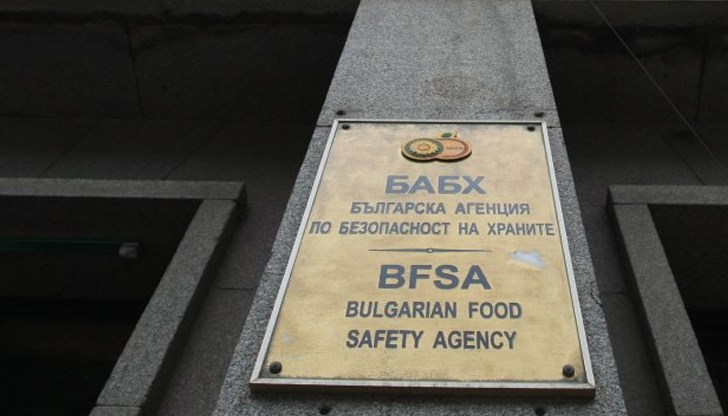 БАБХ
БЪЛГАРСКА АГЕНЦИЯ
ПО БЕЗОПАСНОСТ НА ХРАНИТЕ
BFSA
BULGARIAN FOOD
SAFETY AGENCY